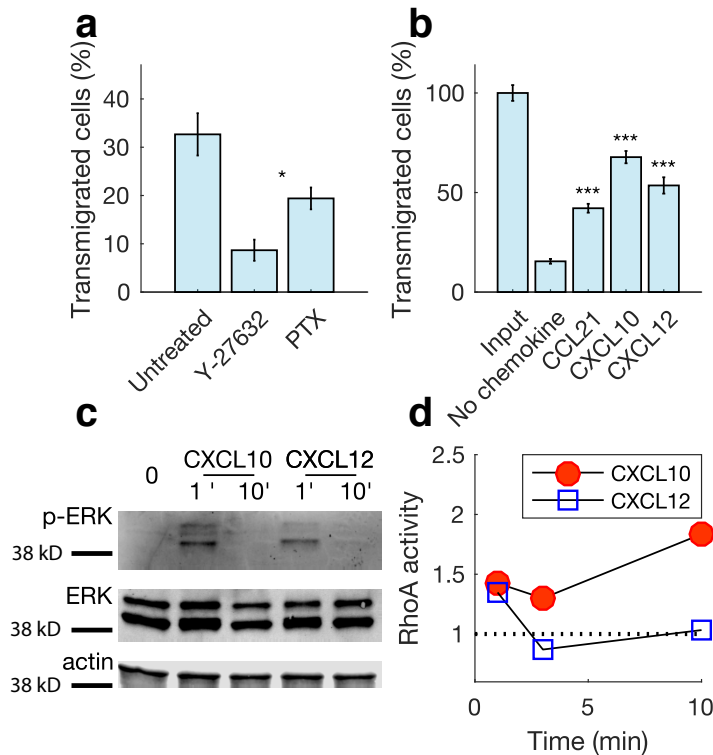 a
Transmigrated cells (%)
40
30
20
10
0
*
Untreated
Y-27632
PTX
b
Transmigrated cells (%)
100
50
0
***
***
***
Input
No chemokine
CCL21
CXCL10
CXCL12
c
0
CXCL10
CXCL12
1 '
10'
1'
10'
p-ERK
38 kD
ERK
38 kD
actin
38 kD
d
2.5
2
1.5
1
RhoA activity
CXCL10
CXCL12
0
5
10
Time (min)